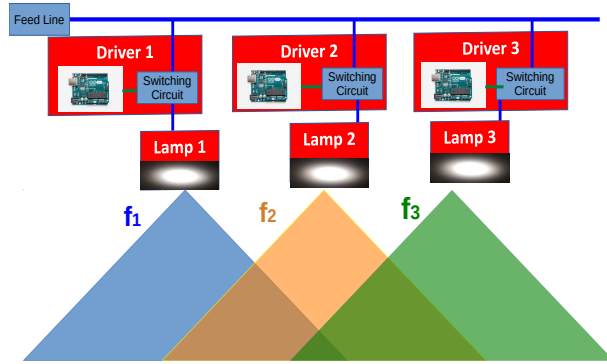 Feed Line
Driver 1
Switching
Circuit
Lamp 1
Driver 2
Switching
Circuit
Lamp 2
Driver 3
Switching
Circuit
Lamp 3
f1
f2
f3